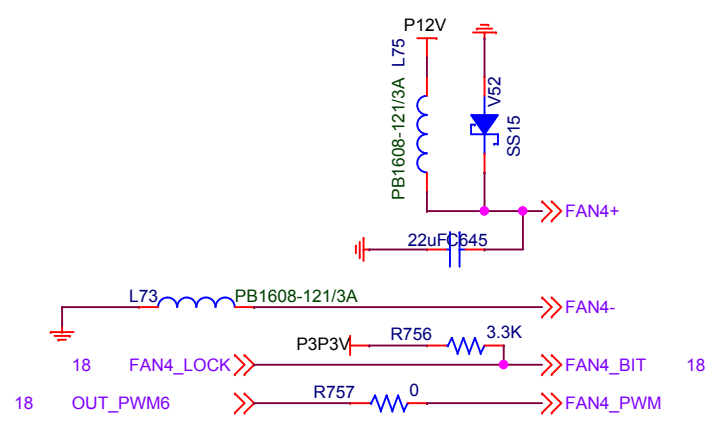 P12V
L75
PB1608-121/3A
V52
SS15
FAN4+
22uF
C645
L73
PB1608-121/3A
FAN4-
P3P3V
R756
3.3K
18
FAN4_LOCK
FAN4_BIT
18
18
OUT_PWM6
R757
0
FAN4_PWM